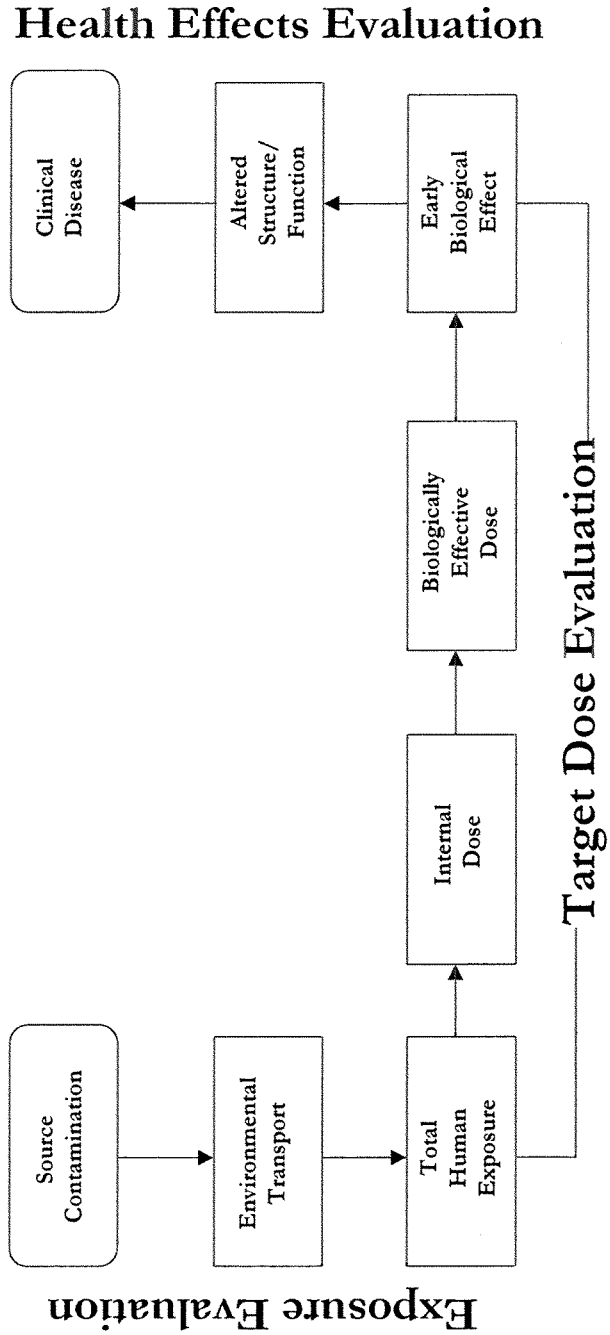 Health Effects Evaluation
Clinical
Disease
Altered
Structure/
Function
Early
Biological
Effect
Biologically
Effective
Dose
Internal
Dose
Target Dose Evaluation
Source
Contamination
Environmental
Transport
Total
Human
Exposure
Exposure Evaluation